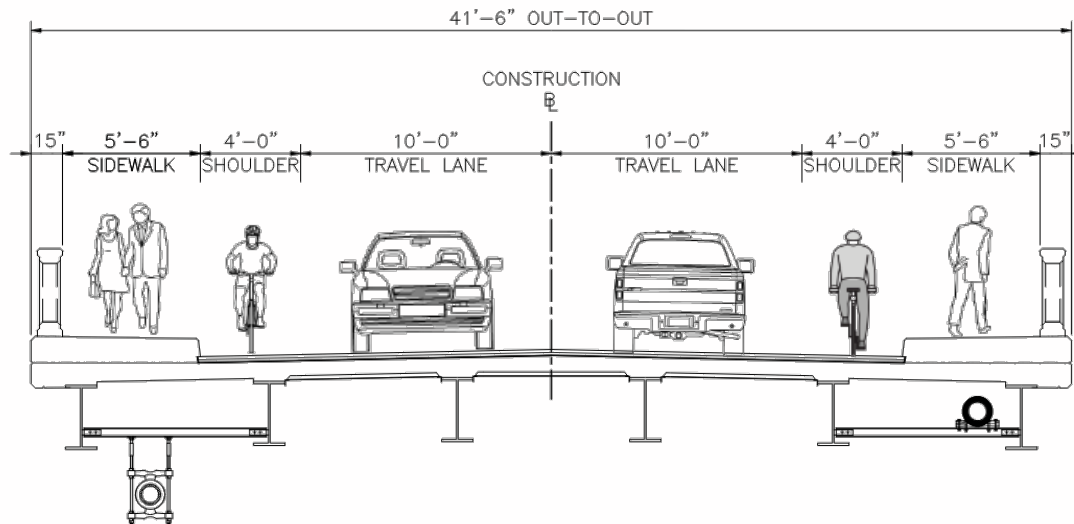 41'-6" OUT-TO-OUT
CONSTRUCTION
℄
15" 5'-6" 4'-0" 10'-0" 10'-0" 4'-0" 5'-6" 15"
SIDEWALK SHOULDER TRAVEL LANE TRAVEL LANE SHOULDER SIDEWALK